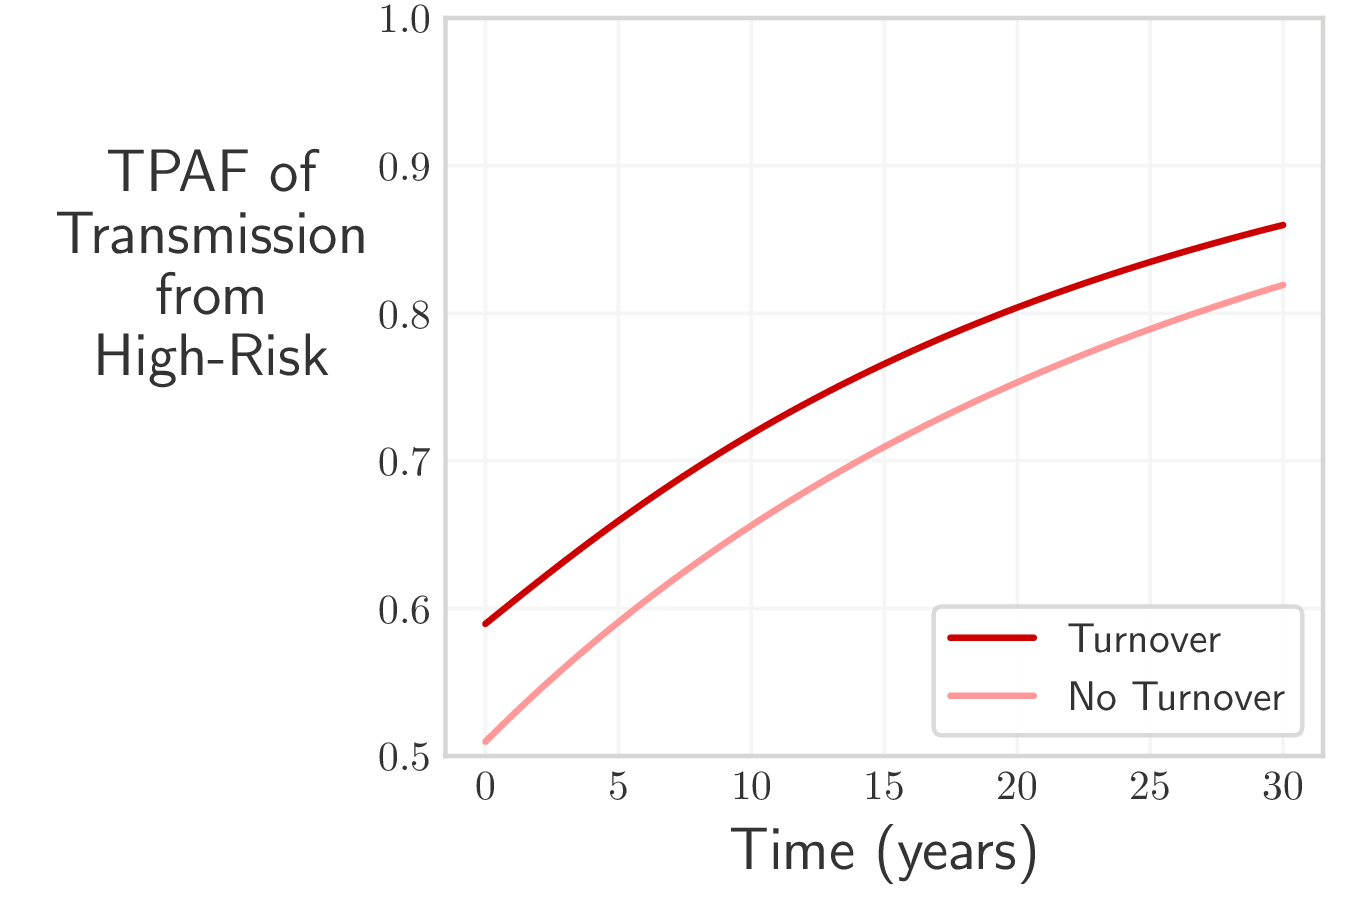 TPAF of
Transmission
from
High-Risk
1.0
0.9
0.8
0.7
0.6
0.5
Turnover
No Turnover
0 5 10 15 20 25 30
Time (years)